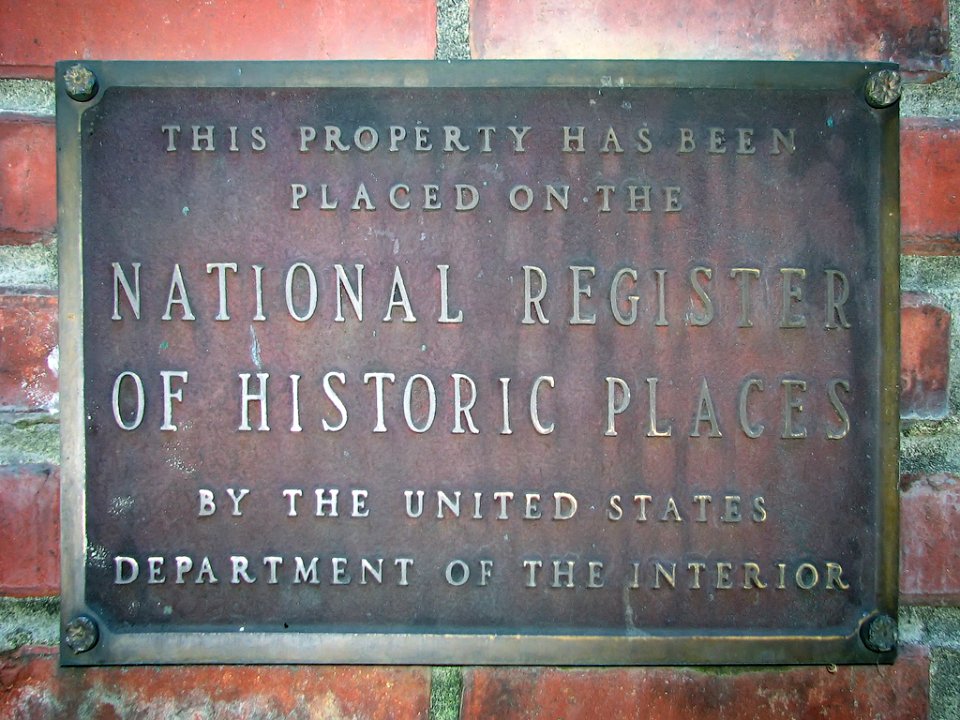 THIS PROPERTY HAS BEEN
PLACED ON THE
NATIONAL REGISTER
OF HISTORIC PLACES
BY THE UNITED STATES
DEPARTMENT OF THE INTERIOR